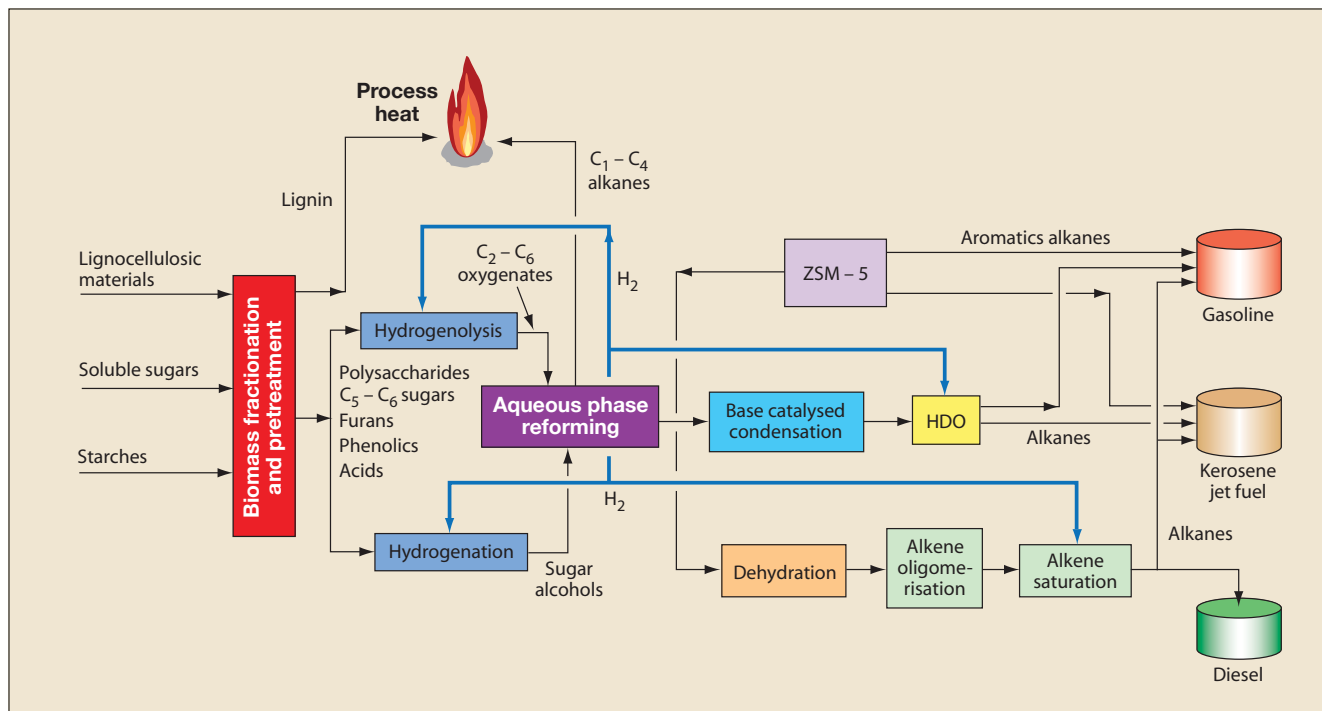 Process
heat
C₁ – C₄
alkanes
Lignin
Lignocellulosic
materials
Soluble sugars
Starches
Biomass fractionation
and pretreatment
C₂ – C₆
oxygenates
H₂
Hydrogenolysis
Polysaccharides
C₅ – C₆ sugars
Furans
Phenolics
Acids
Hydrogenation
Sugar
alcohols
Aqueous phase
reforming
H₂
ZSM – 5
Aromatics alkanes
Base catalysed
condensation
HDO
Alkanes
Dehydration
Alkene
oligome-
risation
Alkene
saturation
Alkanes
Gasoline
Kerosene
jet fuel
Diesel